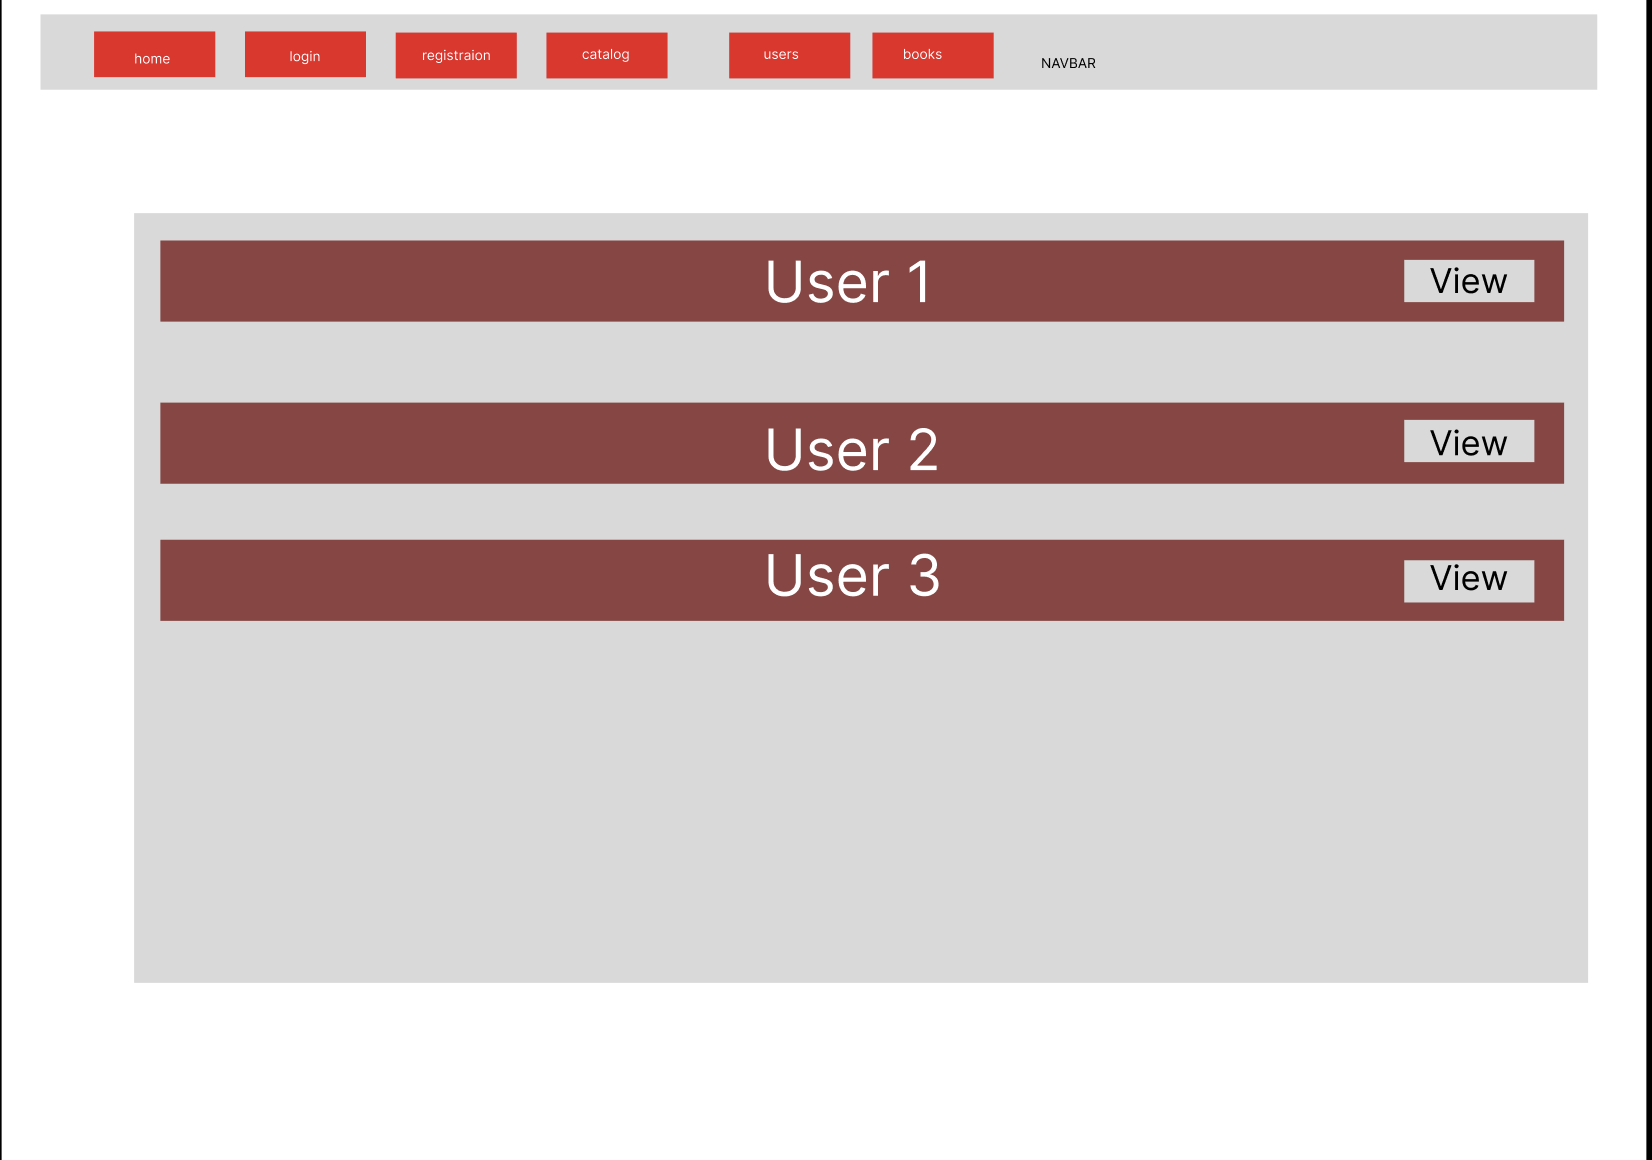 home login registraion catalog users books NAVBAR
User 1 View
User 2 View
User 3 View